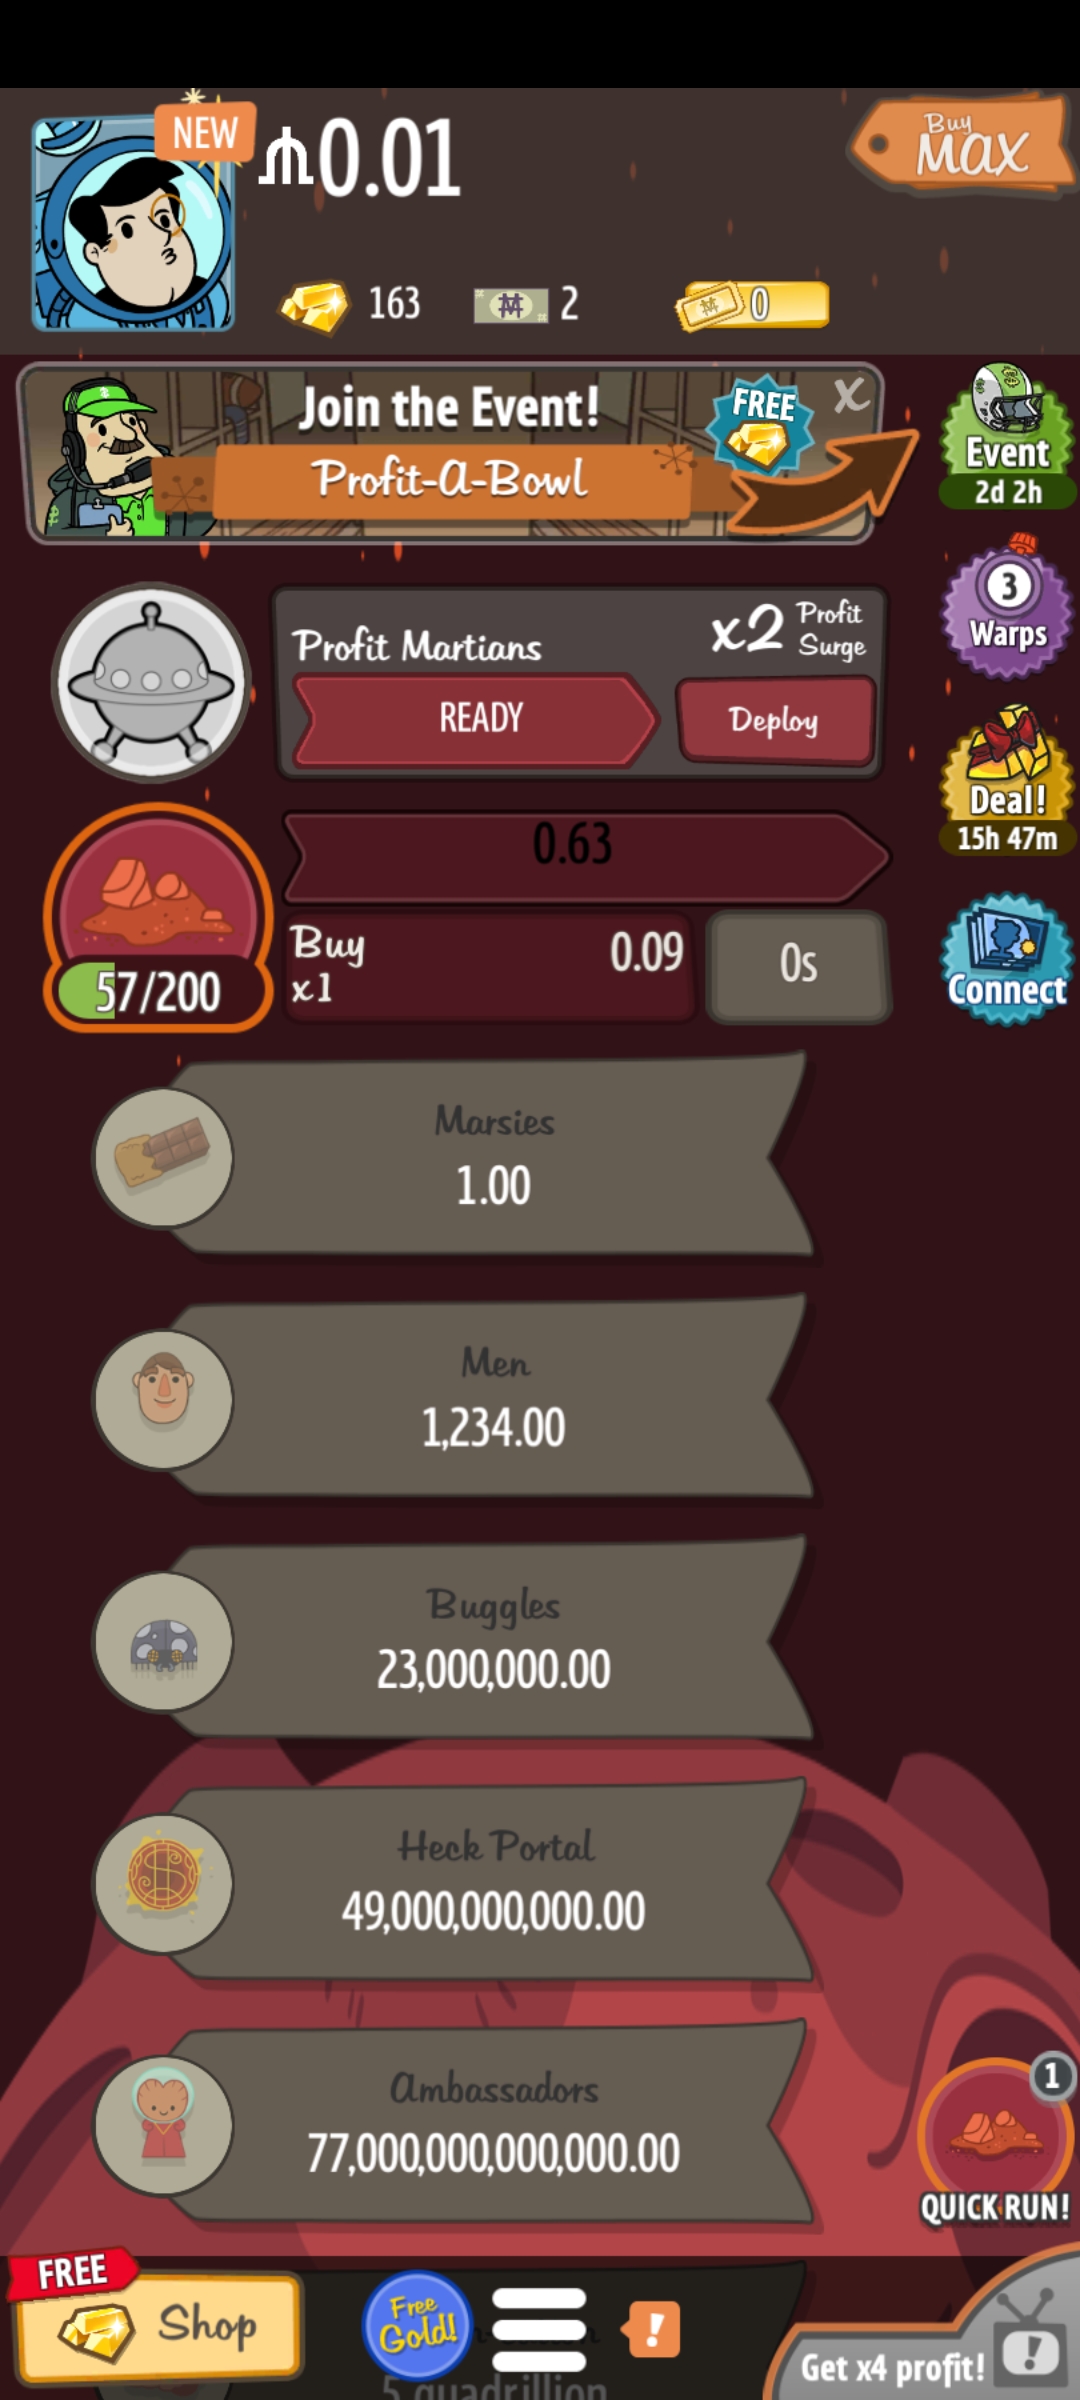 NEW
0.01
Buy
MAX
163
2
0
Join the Event!
FREE
X
Profit-A-Bowl
Event
2d 2h
3
Warps
Profit Martians
x2 Profit Surge
READY
Deploy
Deal!
15h 47m
0.63
Buy
x1
0.09
0s
57/200
Connect
Marsies
1.00
Men
1,234.00
Buggles
23,000,000.00
Heck Portal
49,000,000,000.00
Ambassadors
77,000,000,000,000.00
1
QUICK RUN!
FREE
Shop
Free
Gold!
!
Get x4 profit!
!
5 quadrillion